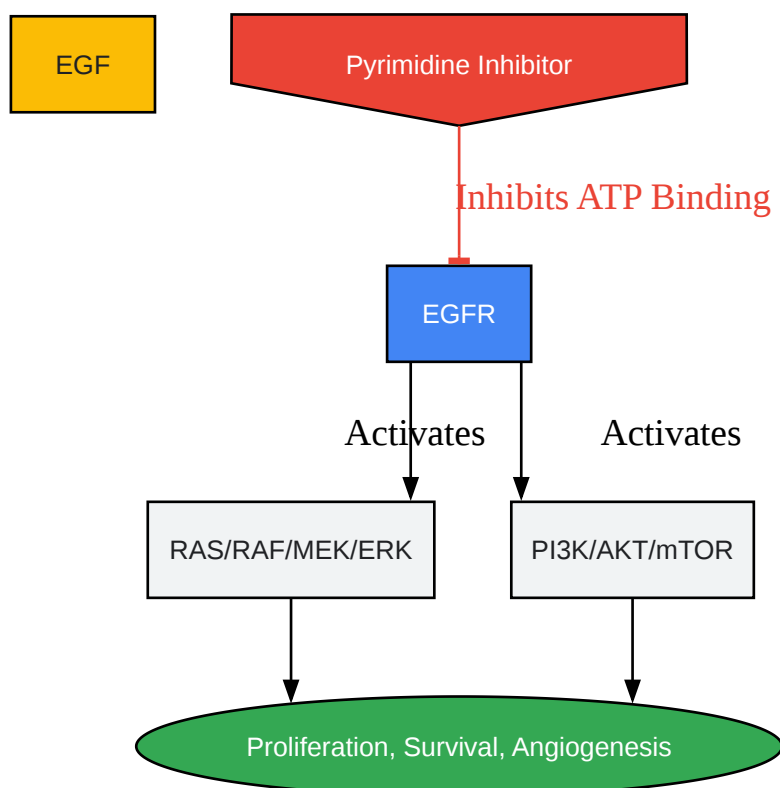 EGF
Pyrimidine Inhibitor
Inhibits ATP Binding
EGFR
Activates
Activates
RAS/RAF/MEK/ERK
PI3K/AKT/mTOR
Proliferation, Survival, Angiogenesis